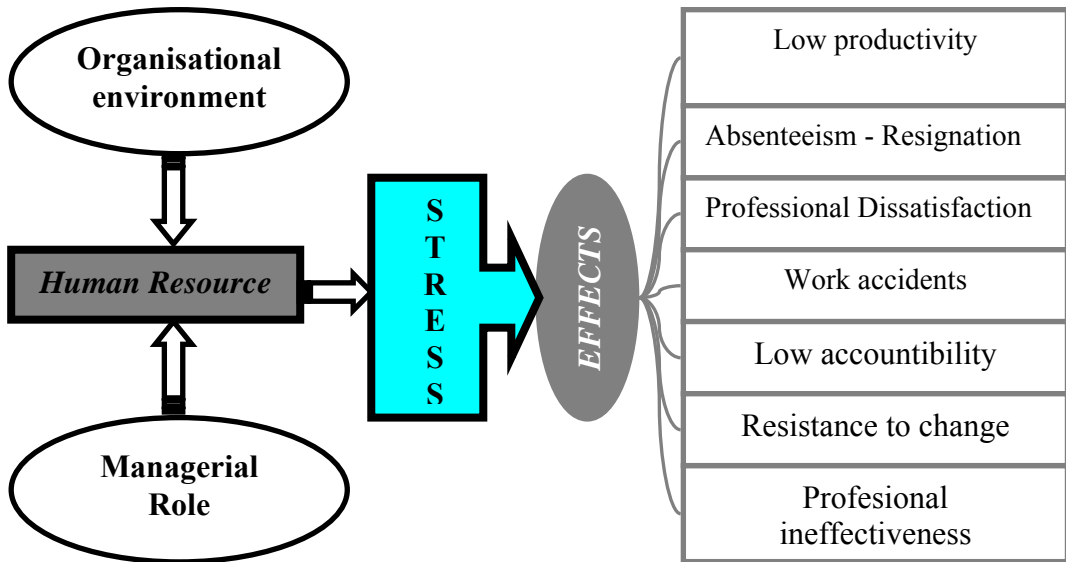 Organisational
environment
Human Resource
Managerial
Role
S
T
R
E
S
S
EFFECTS
Low productivity
Absenteeism - Resignation
Professional Dissatisfaction
Work accidents
Low accountibility
Resistance to change
Profesional
ineffectiveness